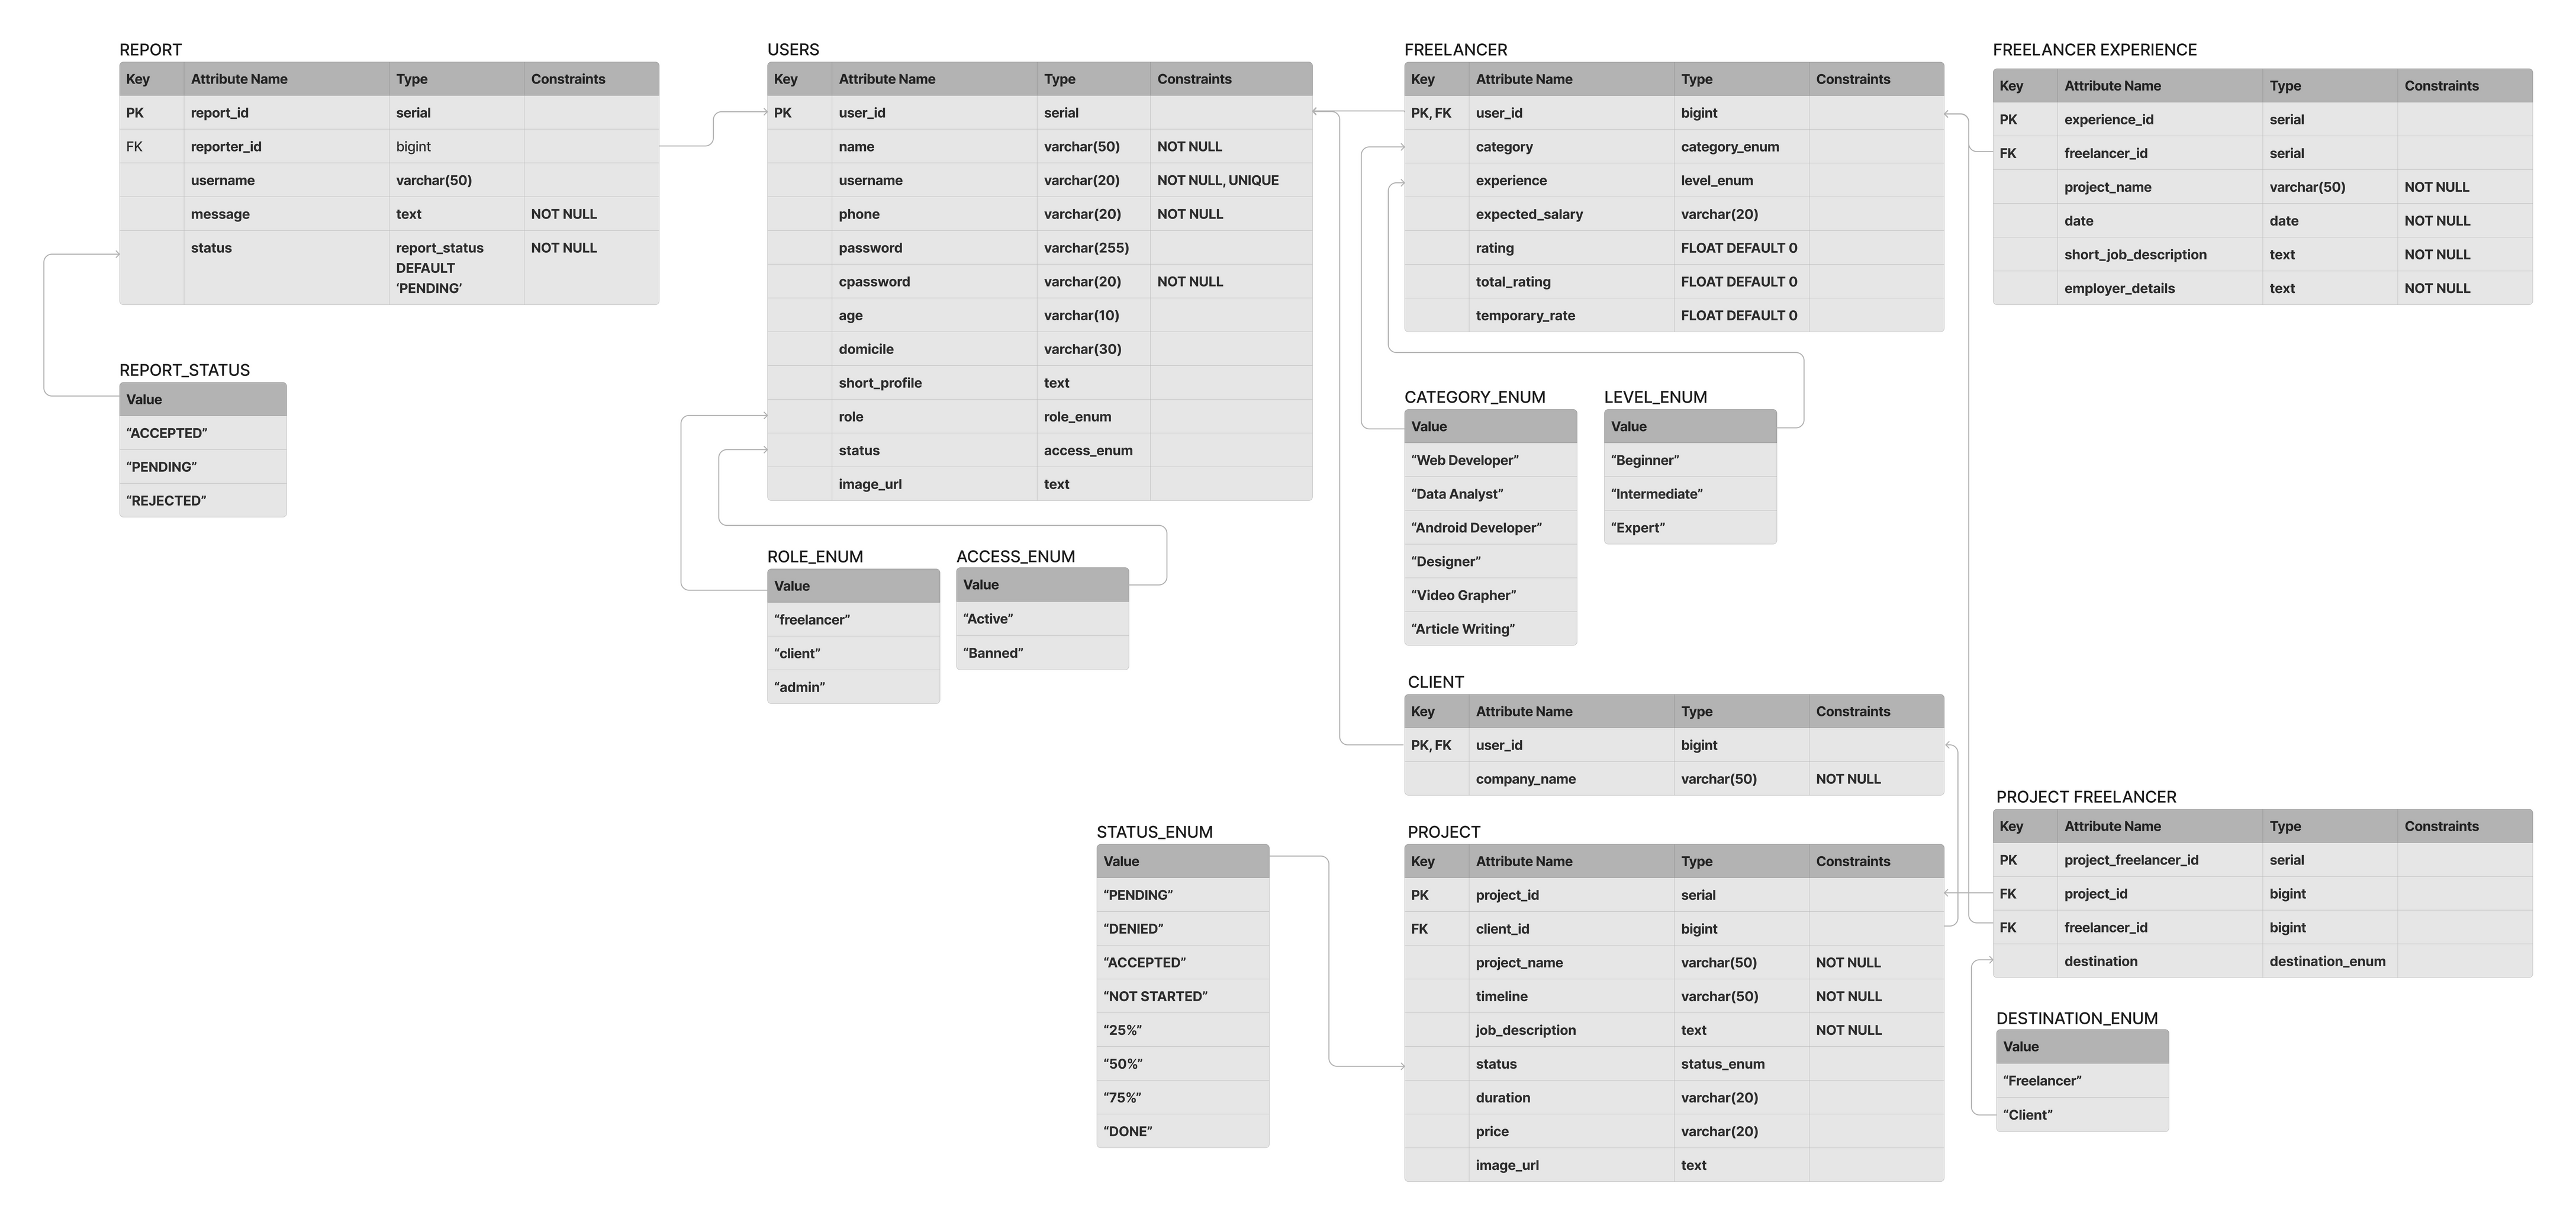 REPORT
Key Attribute Name Type Constraints
PK report_id serial
FK reporter_id bigint
username varchar(50)
message text NOT NULL
status report_status NOT NULL
DEFAULT
‘PENDING’
REPORT_STATUS
Value
“ACCEPTED”
“PENDING”
“REJECTED”
USERS
Key Attribute Name Type Constraints
PK user_id serial
name varchar(50) NOT NULL
username varchar(20) NOT NULL, UNIQUE
phone varchar(20) NOT NULL
password varchar(255)
cpassword varchar(20) NOT NULL
age varchar(10)
domicile varchar(30)
short_profile text
role role_enum
status access_enum
image_url text
ROLE_ENUM
Value
“freelancer”
“client”
“admin”
ACCESS_ENUM
Value
“Active”
“Banned”
FREELANCER
Key Attribute Name Type Constraints
PK, FK user_id bigint
category category_enum
experience level_enum
expected_salary varchar(20)
rating FLOAT DEFAULT 0
total_rating FLOAT DEFAULT 0
temporary_rate FLOAT DEFAULT 0
CATEGORY_ENUM
Value
“Web Developer”
“Data Analyst”
“Android Developer”
“Designer”
“Video Grapher”
“Article Writing”
LEVEL_ENUM
Value
“Beginner”
“Intermediate”
“Expert”
CLIENT
Key Attribute Name Type Constraints
PK, FK user_id bigint
company_name varchar(50) NOT NULL
STATUS_ENUM
Value
“PENDING”
“DENIED”
“ACCEPTED”
“NOT STARTED”
“25%”
“50%”
“75%”
“DONE”
PROJECT
Key Attribute Name Type Constraints
PK project_id serial
FK client_id bigint
project_name varchar(50) NOT NULL
timeline varchar(50) NOT NULL
job_description text NOT NULL
status status_enum
duration varchar(20)
price varchar(20)
image_url text
FREELANCER EXPERIENCE
Key Attribute Name Type Constraints
PK experience_id serial
FK freelancer_id serial
project_name varchar(50) NOT NULL
date date NOT NULL
short_job_description text NOT NULL
employer_details text NOT NULL
PROJECT FREELANCER
Key Attribute Name Type Constraints
PK project_freelancer_id serial
FK project_id bigint
FK freelancer_id bigint
destination destination_enum
DESTINATION_ENUM
Value
“Freelancer”
“Client”